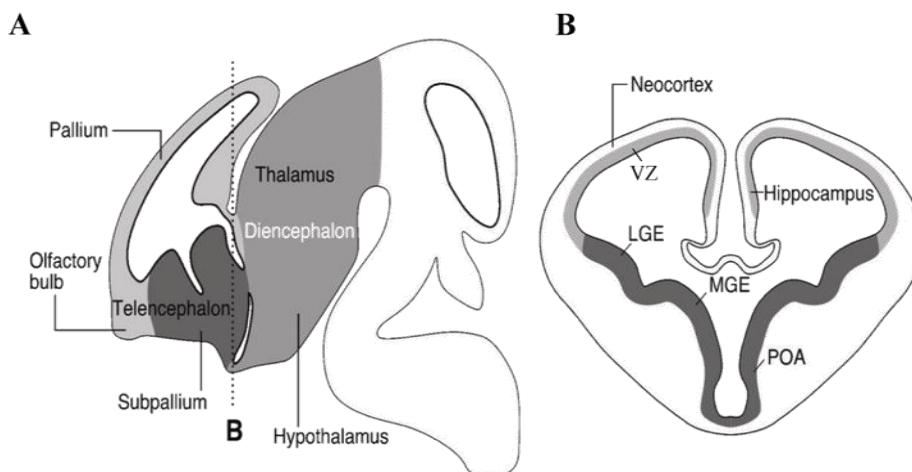 A
B
Pallium
Thalamus
Diencephalon
Olfactory
bulb
Telencephalon
Subpallium
B
Hypothalamus
Neocortex
VZ
Hippocampus
LGE
MGE
POA